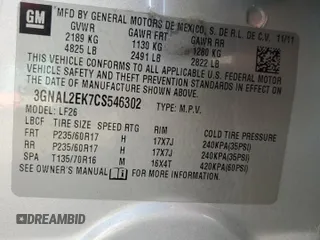 GM
MFD BY GENERAL MOTORS DE MEXICO, S. DE R.L. DE C.V. 11/11
GVWR GAWR FRT GAWR RR
2189 KG 1130 KG 1280 KG
4825 LB 2491 LB 2822 LB
THIS VEHICLE CONFORMS TO ALL APPLICABLE U.S. FEDERAL
MOTOR VEHICLE SAFETY, BUMPER, AND THEFT PREVENTION
STANDARDS IN EFFECT ON THE DATE OF MANUFACTURE SHOWN ABOVE.
3GNAL2EK7CS546302 TYPE: M.P.V.
MODEL: LF26
LBCF TIRE SIZE SPEED RTG RIM COLD TIRE PRESSURE
FRT P235/60R17 H 17X7J 240KPA(35PSI)
RR P235/60R17 H 17X7J 240KPA(35PSI)
SPA T135/70R16 M 16X4T 420KPA(60PSI)
SEE OWNER'S MANUAL FOR ADDITIONAL INFORMATION.
DREAMBID